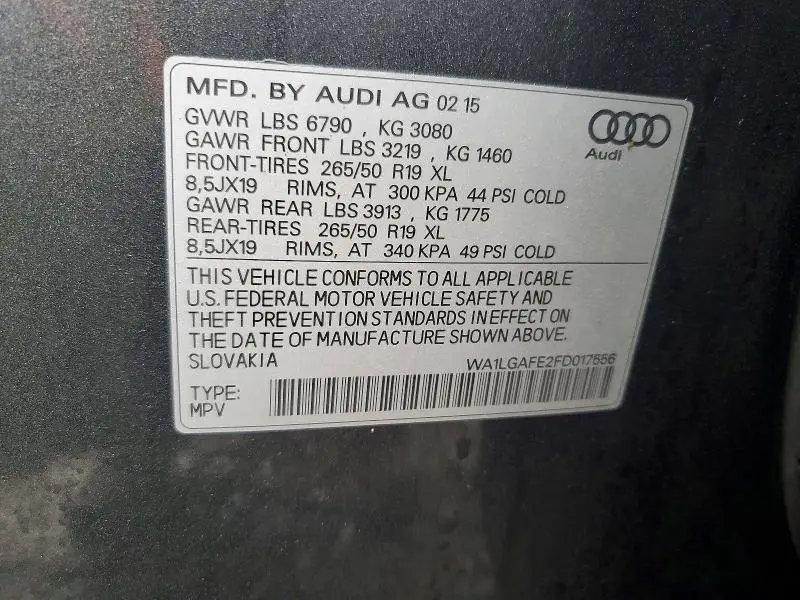 MFD. BY AUDI AG 02 15
GVWR LBS 6790 , KG 3080
GAWR FRONT LBS 3219 , KG 1460
FRONT-TIRES 265/50 R19 XL
8,5JX19 RIMS, AT 300 KPA 44 PSI COLD
GAWR REAR LBS 3913 , KG 1775
REAR-TIRES 265/50 R19 XL
8,5JX19 RIMS, AT 340 KPA 49 PSI COLD
Audi
THIS VEHICLE CONFORMS TO ALL APPLICABLE
U.S. FEDERAL MOTOR VEHICLE SAFETY AND
THEFT PREVENTION STANDARDS IN EFFECT ON
THE DATE OF MANUFACTURE SHOWN ABOVE.
SLOVAKIA
WA1LGAFE2FD017556
TYPE:
MPV